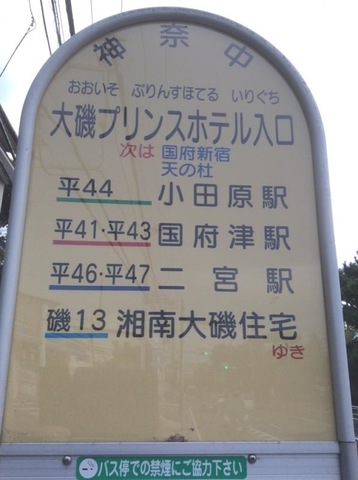 神奈中
おおいそ ぷりんすほてる いりぐち
大磯プリンスホテル入口
次は 国府新宿
天の杜
平44 小田原駅
平41・平43 国府津駅
平46・平47 二宮駅
磯13 湘南大磯住宅
ゆき
バス停での禁煙にご協力下さい